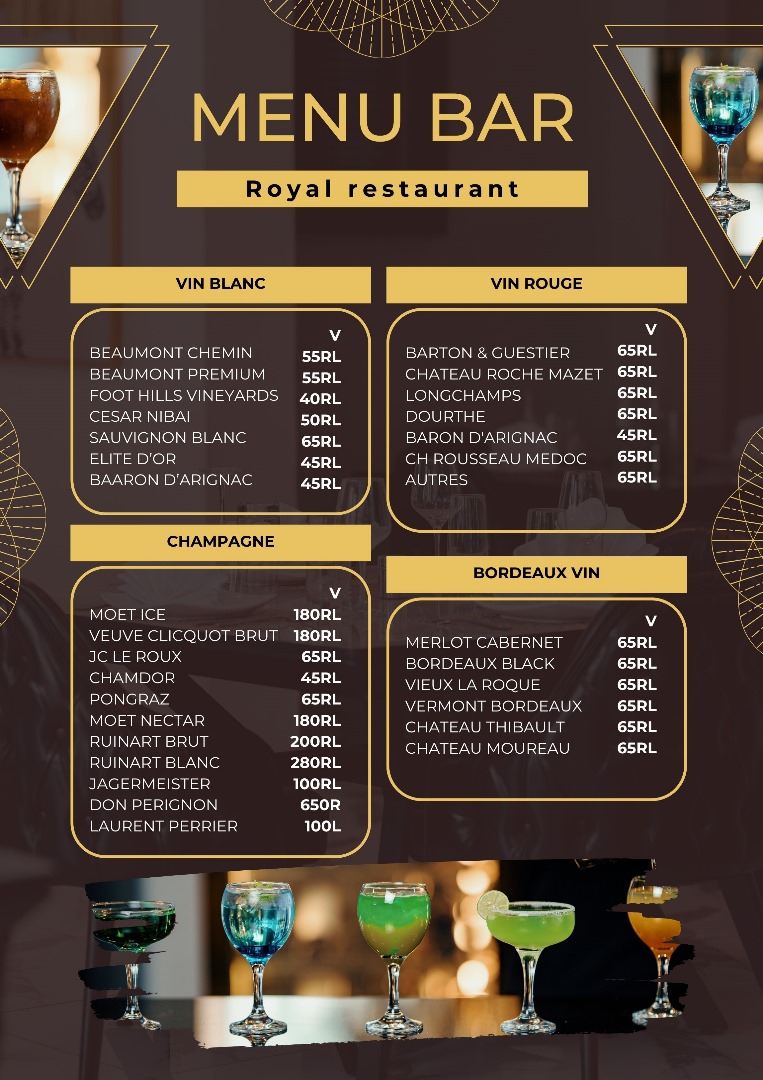 MENU BAR
Royal restaurant
VIN BLANC
V
BEAUMONT CHEMIN 55RL
BEAUMONT PREMIUM 55RL
FOOT HILLS VINEYARDS 40RL
CESAR NIBAI 50RL
SAUVIGNON BLANC 65RL
ELITE D'OR 45RL
BAARON D'ARIGNAC 45RL
CHAMPAGNE
V
MOET ICE 180RL
VEUVE CLICQUOT BRUT 180RL
JC LE ROUX 65RL
CHAMDOR 45RL
PONGRAZ 65RL
MOET NECTAR 180RL
RUINART BRUT 200RL
RUINART BLANC 280RL
JAGERMEISTER 100RL
DON PERIGNON 650R
LAURENT PERRIER 100L
VIN ROUGE
V
BARTON & GUESTIER 65RL
CHATEAU ROCHE MAZET 65RL
LONGCHAMPS 65RL
DOURTHE 65RL
BARON D'ARIGNAC 45RL
CH ROUSSEAU MEDOC 65RL
AUTRES 65RL
BORDEAUX VIN
V
MERLOT CABERNET 65RL
BORDEAUX BLACK 65RL
VIEUX LA ROQUE 65RL
VERMONT BORDEAUX 65RL
CHATEAU THIBAULT 65RL
CHATEAU MOUREAU 65RL